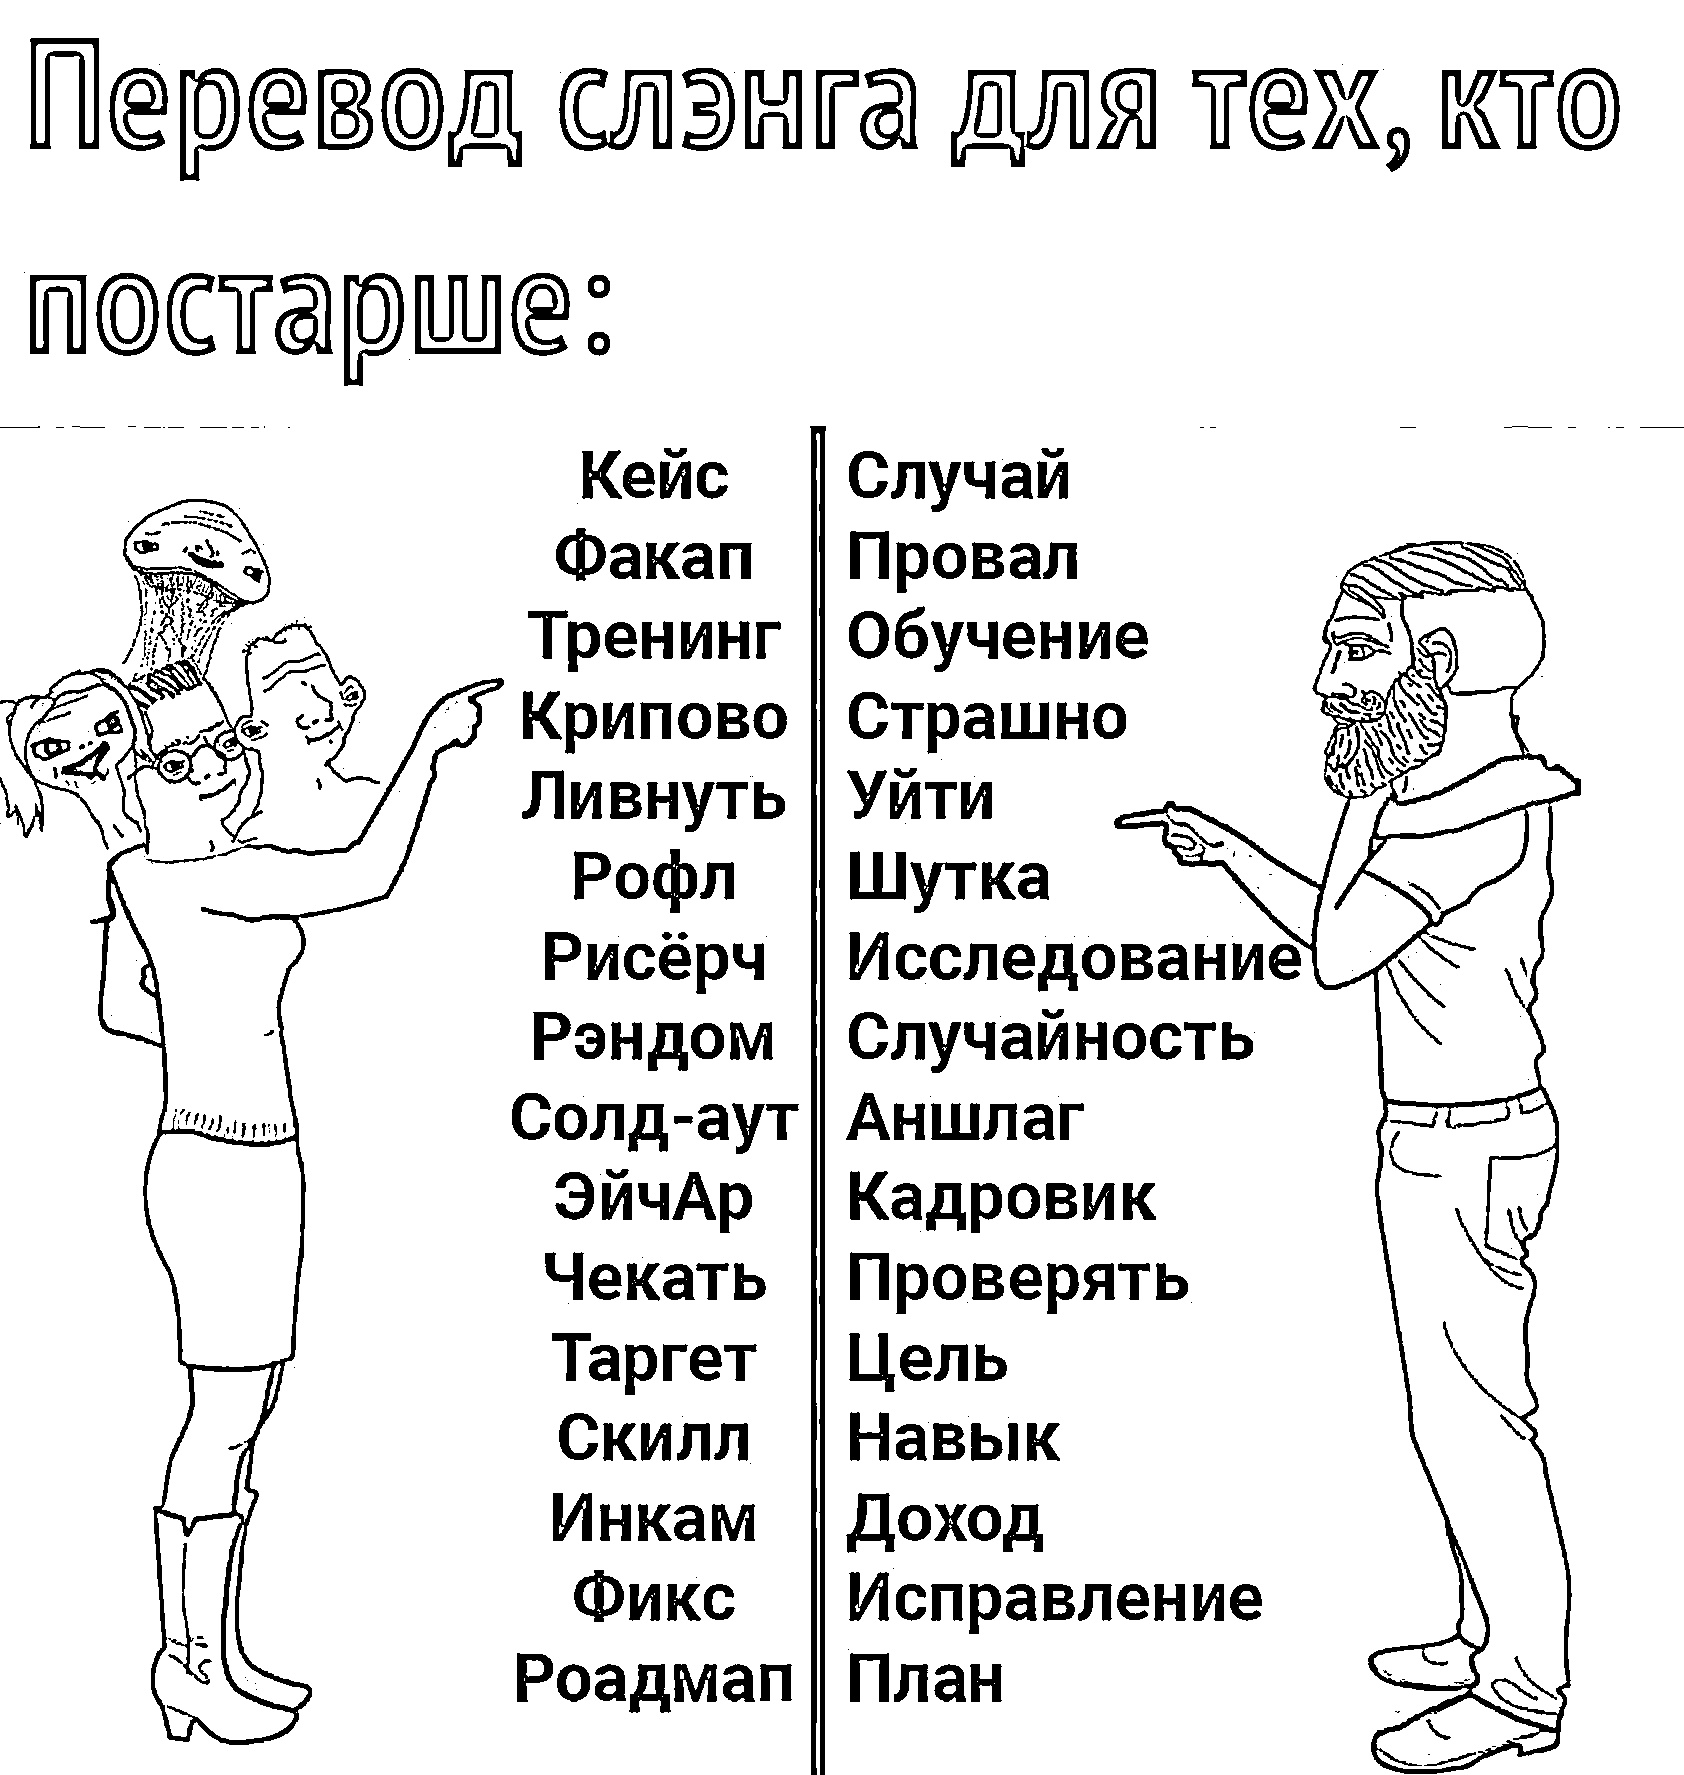 Перевод слэнга для тех, кто
постарше:
Кейс Случай
Факап Провал
Тренинг Обучение
Крипово Страшно
Ливнуть Уйти
Рофл Шутка
Рисёрч Исследование
Рэндом Случайность
Солд-аут Аншлаг
ЭйчАр Кадровик
Чекать Проверять
Таргет Цель
Скилл Навык
Инкам Доход
Фикс Исправление
Роадмап План